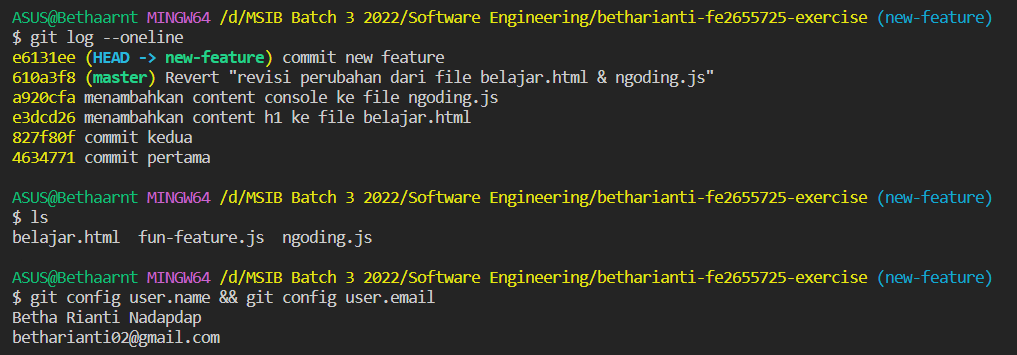 ASUS@Bethaarnt MINGW64 /d/MSIB Batch 3 2022/Software Engineering/betharianti-fe2655725-exercise (new-feature)
$ git log --oneline
e6131ee (HEAD -> new-feature) commit new feature
610a3f8 (master) Revert "revisi perubahan dari file belajar.html & ngoding.js"
a920cfa menambahkan content console ke file ngoding.js
e3dcd26 menambahkan content h1 ke file belajar.html
827f80f commit kedua
4634771 commit pertama
ASUS@Bethaarnt MINGW64 /d/MSIB Batch 3 2022/Software Engineering/betharianti-fe2655725-exercise (new-feature)
$ ls
belajar.html  fun-feature.js  ngoding.js
ASUS@Bethaarnt MINGW64 /d/MSIB Batch 3 2022/Software Engineering/betharianti-fe2655725-exercise (new-feature)
$ git config user.name && git config user.email
Betha Rianti Nadapdap
betharianti02@gmail.com